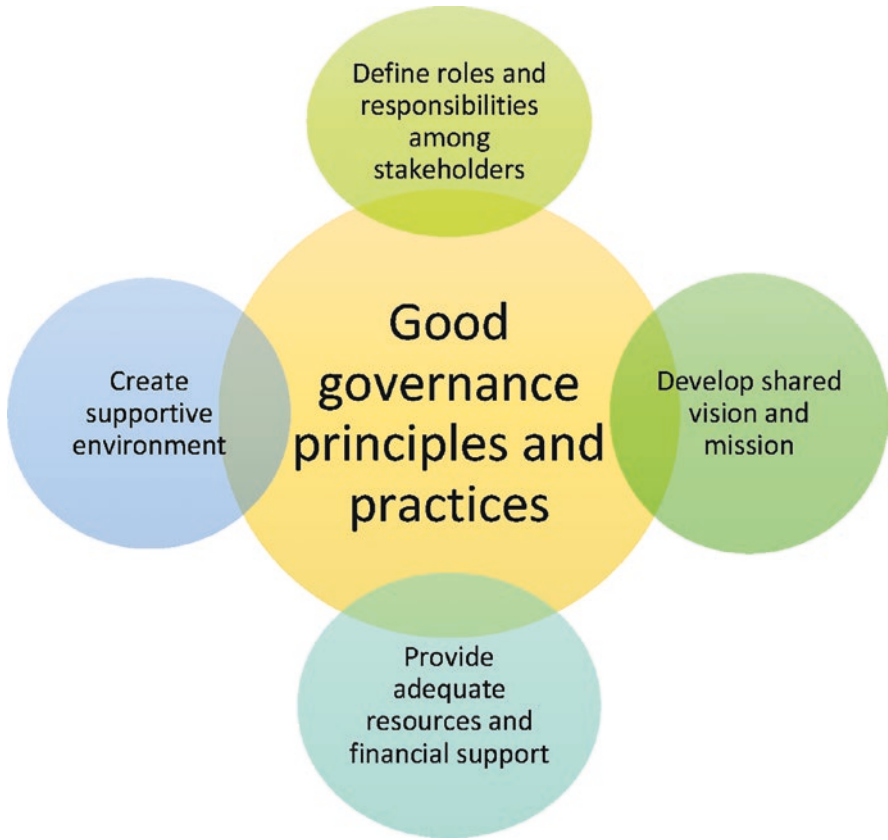 Define roles and
responsibilities
among
stakeholders
Good
governance
principles and
practices
Create
supportive
environment
Develop shared
vision and
mission
Provide
adequate
resources and
financial support